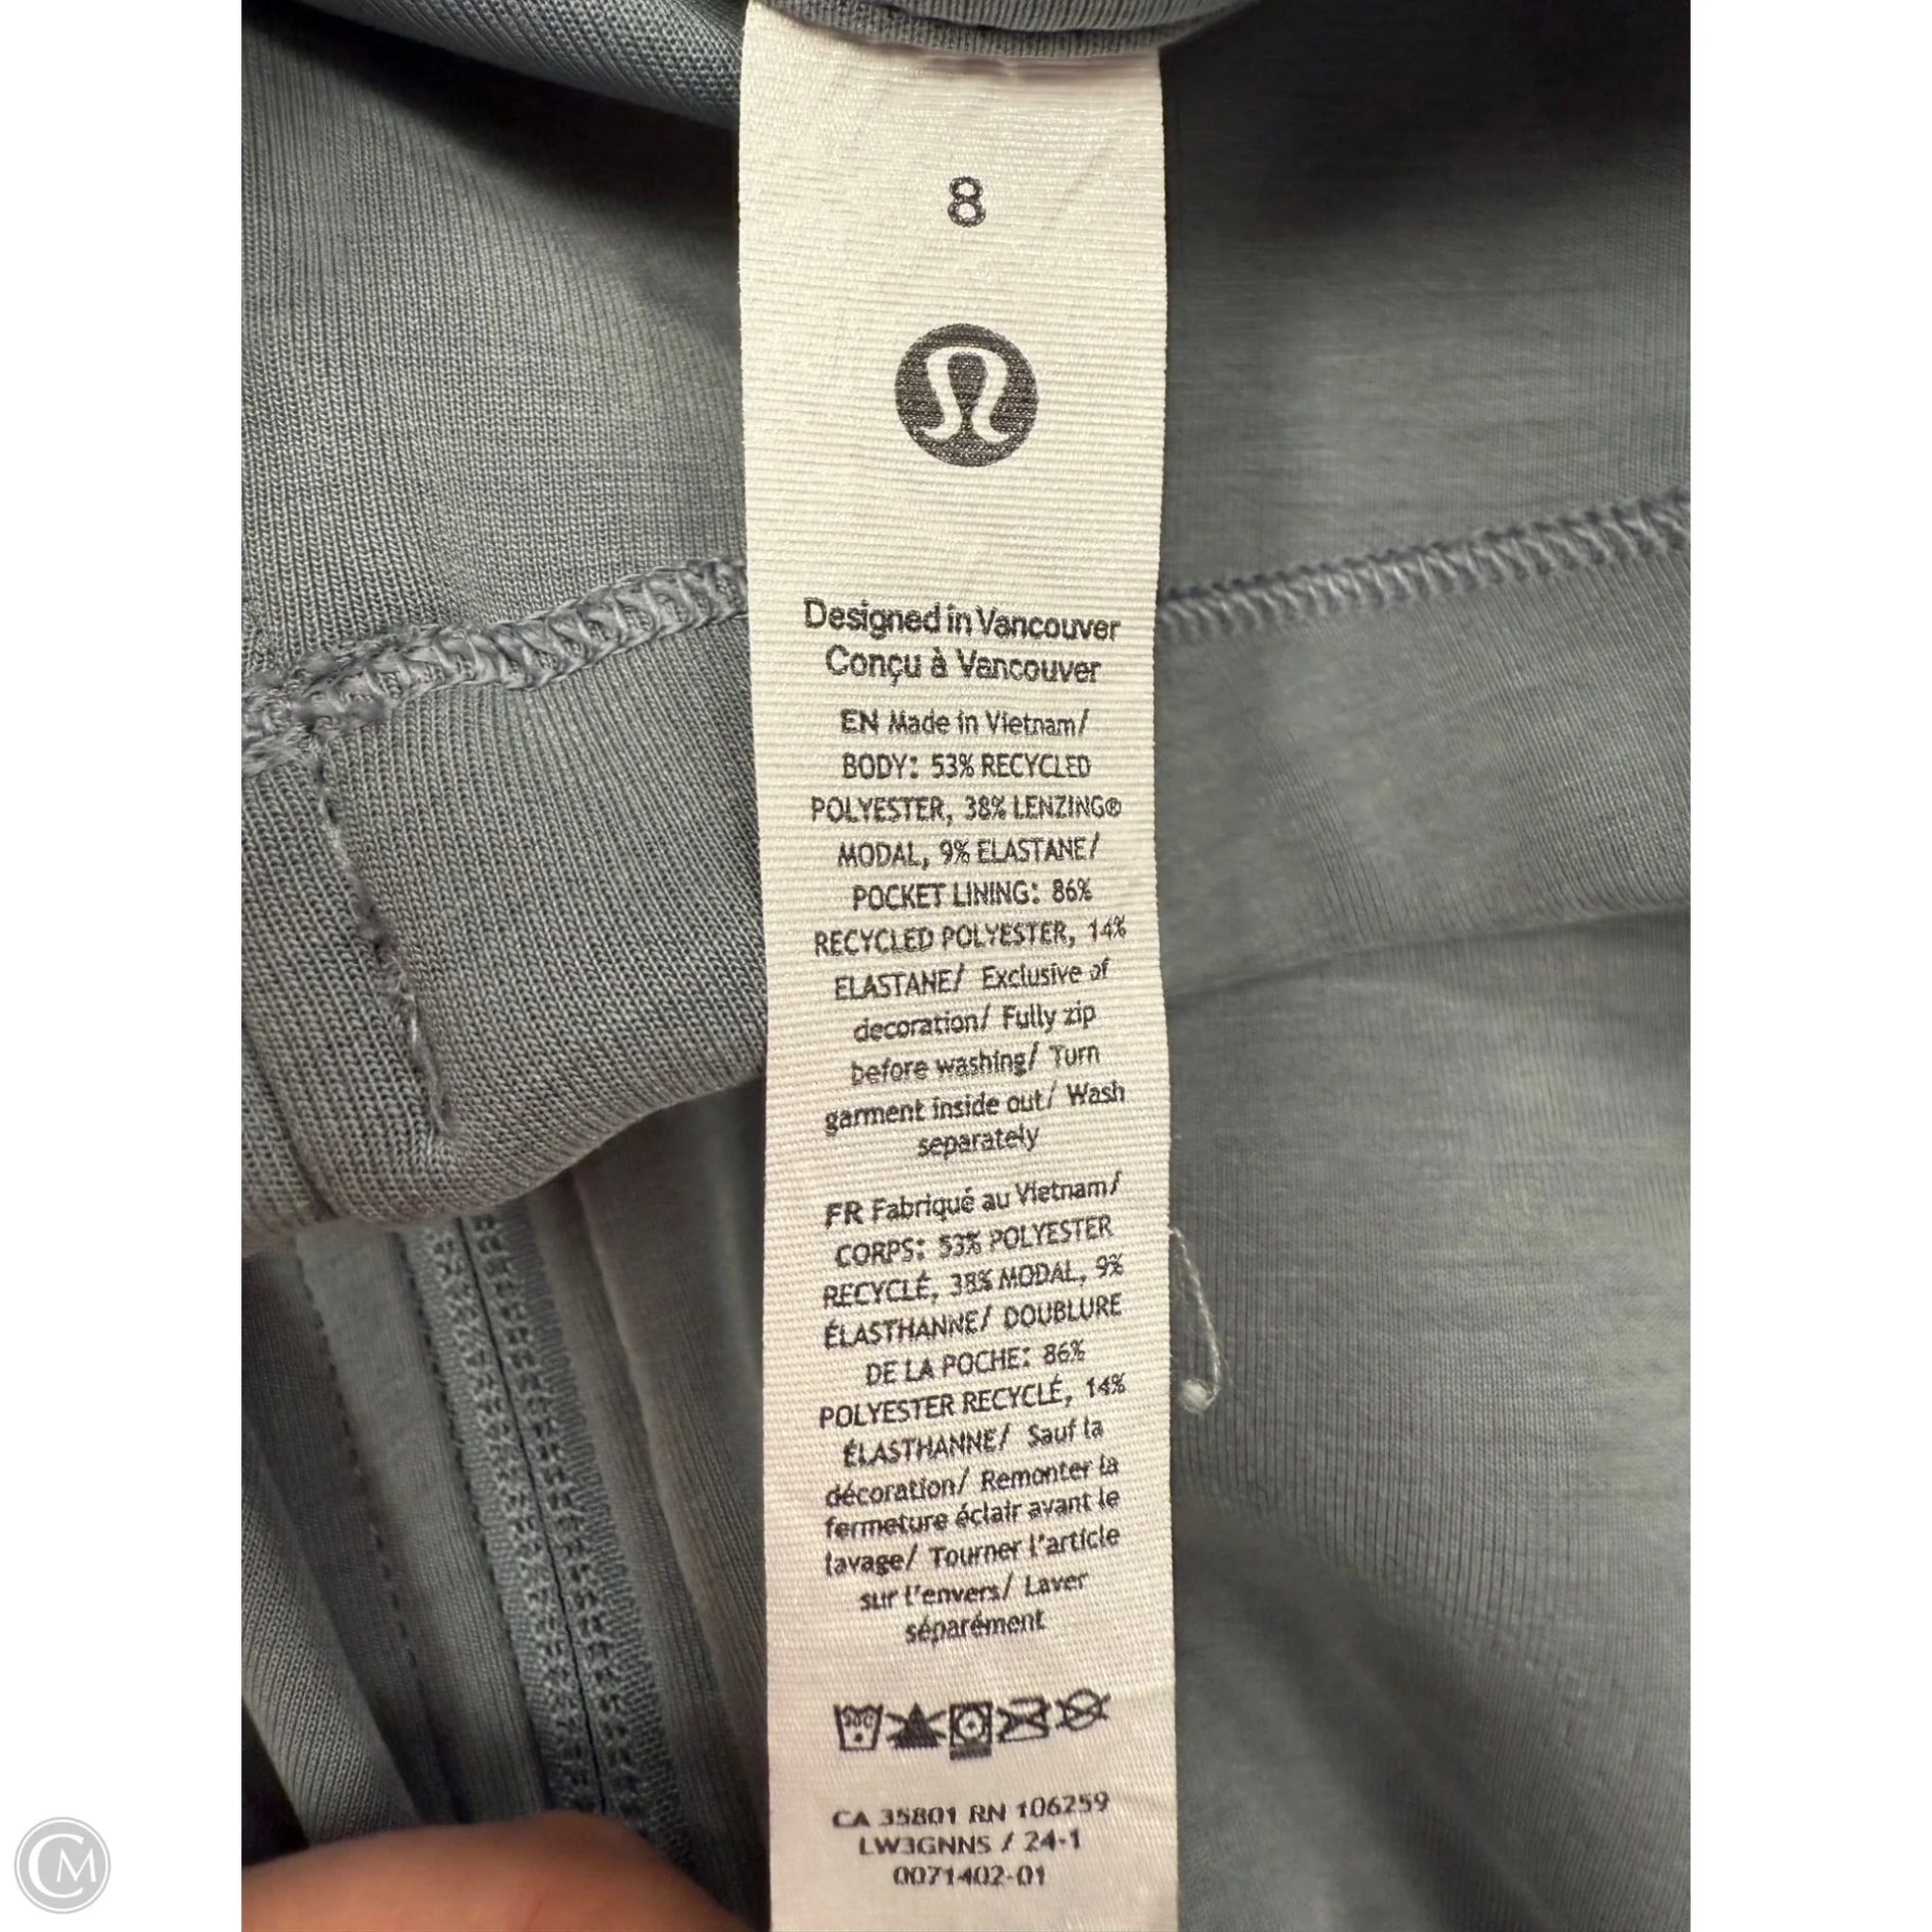 8
Designed in Vancouver
Conçu à Vancouver
EN Made in Vietnam/
BODY: 53% RECYCLED
POLYESTER, 38% LENZING®
MODAL, 9% ELASTANE/
POCKET LINING: 86%
RECYCLED POLYESTER, 14%
ELASTANE/ Exclusive of
decoration/ Fully zip
before washing/ Turn
garment inside out/ Wash
separately
FR Fabriqué au Vietnam/
CORPS: 53% POLYESTER
RECYCLÉ, 38% MODAL, 9%
ÉLASTHANNE/ DOUBLURE
DE LA POCHE: 86%
POLYESTER RECYCLÉ, 14%
ÉLASTHANNE/ Sauf la
décoration/ Remonter la
fermeture éclair avant le
lavage/ Tourner l'article
sur l'envers/ Laver
séparément
30C
CA 35801 RN 106259
LW3GNNS / 24-1
0071402-01
CM